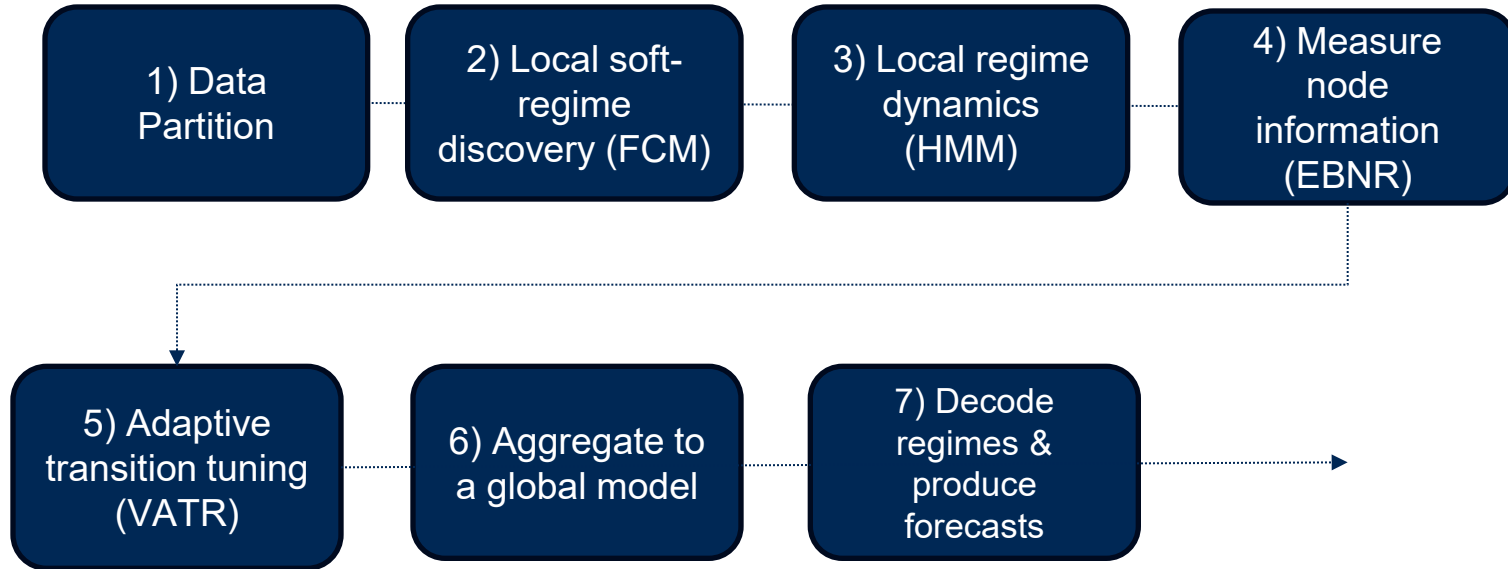 1) Data
Partition
2) Local soft-
regime
discovery (FCM)
3) Local regime
dynamics
(HMM)
4) Measure
node
information
(EBNR)
5) Adaptive
transition tuning
(VATR)
6) Aggregate to
a global model
7) Decode
regimes &
produce
forecasts